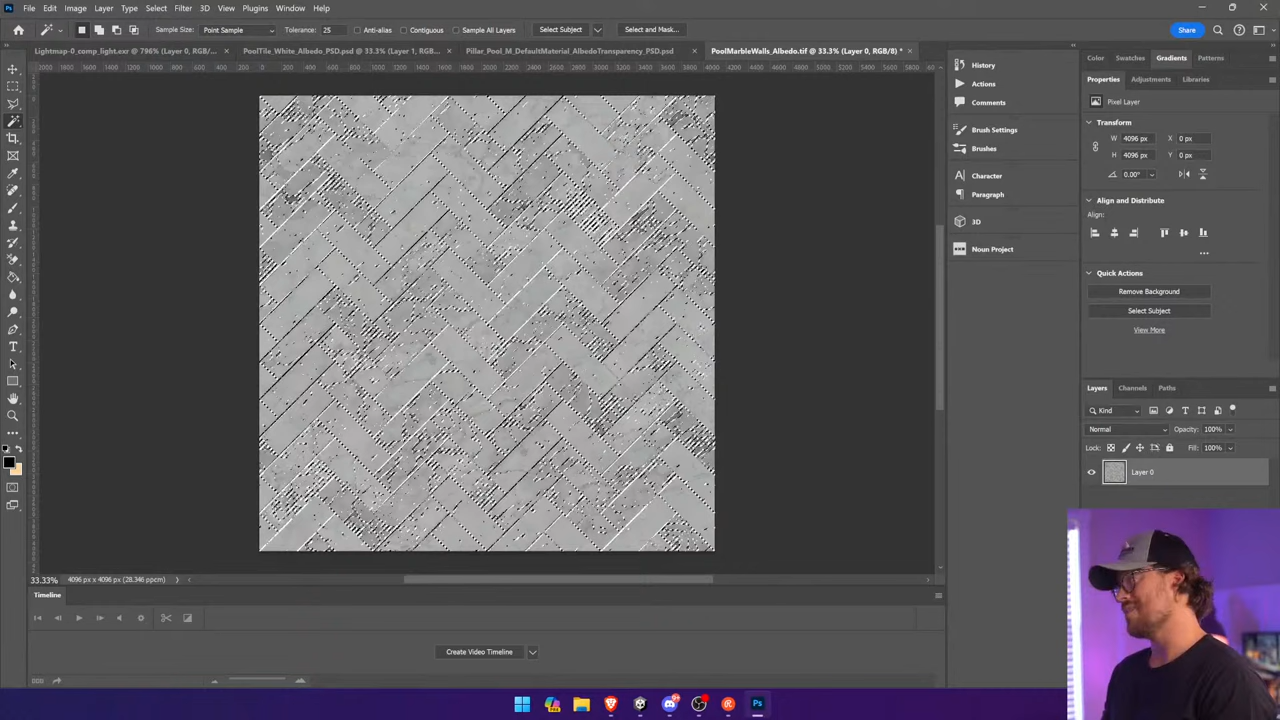 File Edit Image Layer Type Select Filter 3D View Plugins Window Help
Sample Size: Point Sample Tolerance: 25 Anti-alias Contiguous Sample All Layers Select Subject Select and Mask... Share
Lightmap-0_comp_light.exr @ 796% (Layer 0, RGB/... × PoolTile_White_Albedo_PSD.psd @ 33.3% (Layer 1, RGB... × Pillar_Pool_M_DefaultMaterial_AlbedoTransparency_PSD.psd × PoolMarbleWalls_Albedo.tif @ 33.3% (Layer 0, RGB/8) * ×
History
Actions
Comments
Brush Settings
Brushes
Character
Paragraph
3D
Noun Project
Color Swatches Gradients Patterns
Properties Adjustments Libraries
Pixel Layer
Transform
W 4096 px X 0 px
H 4096 px Y 0 px
0.00°
Align and Distribute
Align:
Quick Actions
Remove Background
Select Subject
View More
Layers Channels Paths
Kind
Normal Opacity: 100%
Lock: Fill: 100%
Layer 0
33.33% 4096 px x 4096 px (28.346 ppcm)
Timeline
Create Video Timeline